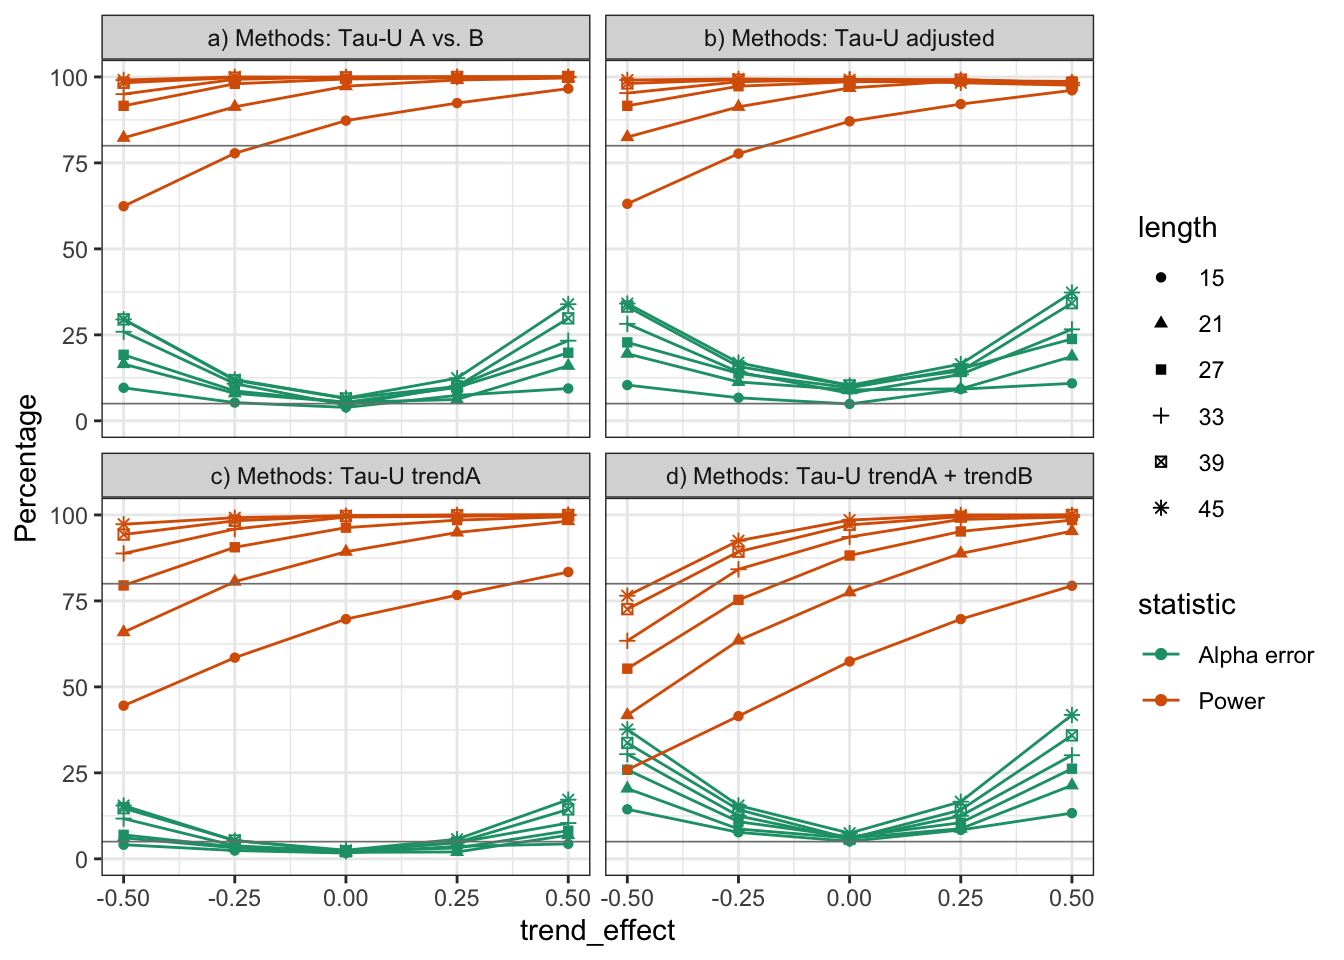 a) Methods: Tau-U A vs. B
b) Methods: Tau-U adjusted
100
75
50
25
0
c) Methods: Tau-U trendA
d) Methods: Tau-U trendA + trendB
100
75
50
25
0
-0.50 -0.25 0.00 0.25 0.50
-0.50 -0.25 0.00 0.25 0.50
trend_effect
Percentage
length
15
21
27
33
39
45
statistic
Alpha error
Power